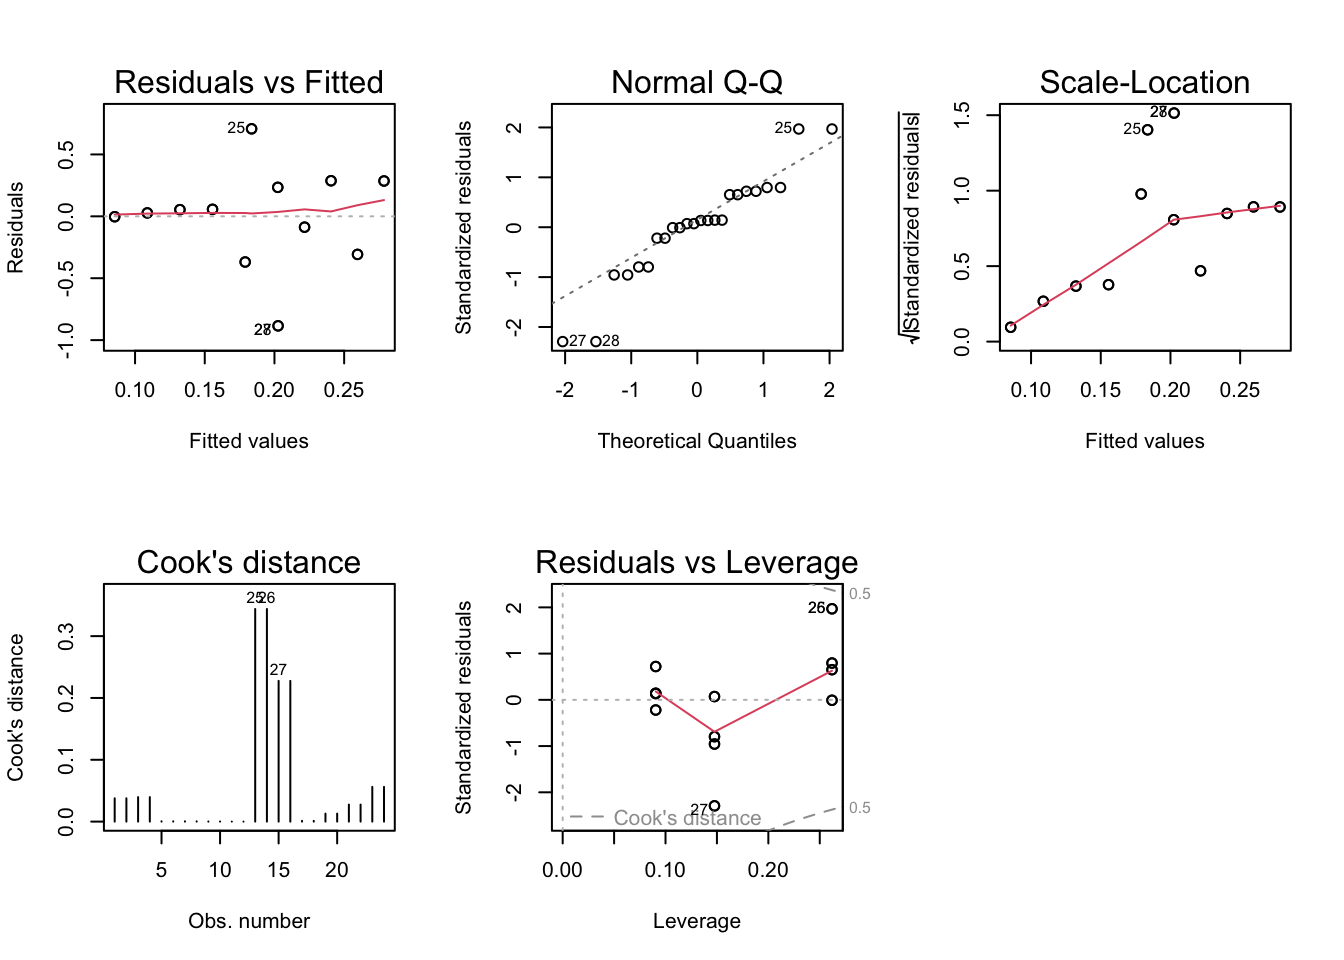 Residuals vs Fitted
Residuals
0.5
0.0
-0.5
-1.0
25
27
28
0.10 0.15 0.20 0.25
Fitted values
Normal Q-Q
Standardized residuals
2
1
0
-1
-2
25
27
28
-2 -1 0 1 2
Theoretical Quantiles
Scale-Location
√|Standardized residuals|
1.5
1.0
0.5
0.0
27
28
25
0.10 0.15 0.20 0.25
Fitted values
Cook's distance
Cook's distance
0.3
0.2
0.1
0.0
25
26
27
5 10 15 20
Obs. number
Residuals vs Leverage
Standardized residuals
2
1
0
-1
-2
26
27
0.5
0.5
Cook's distance
0.00 0.10 0.20
Leverage